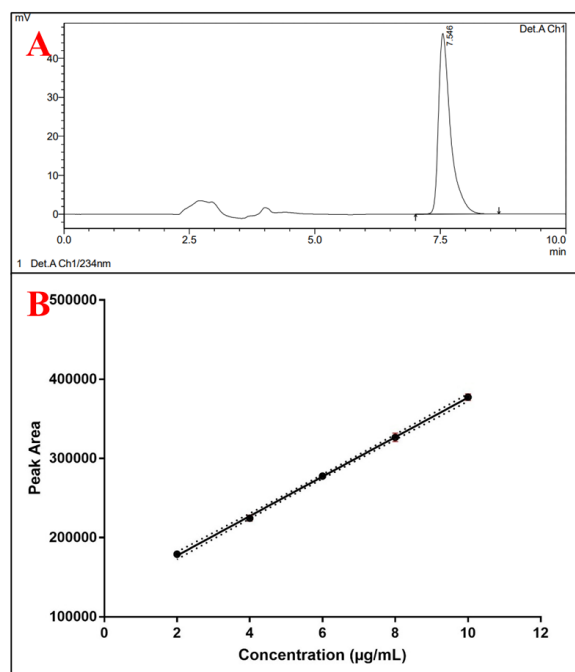 mV
A
Det.A Ch1
7.546
40
30
20
10
0
0.0 2.5 5.0 7.5 10.0
min
1 Det.A Ch1/234nm
B
500000
400000
300000
200000
100000
Peak Area
0 2 4 6 8 10 12
Concentration (µg/mL)